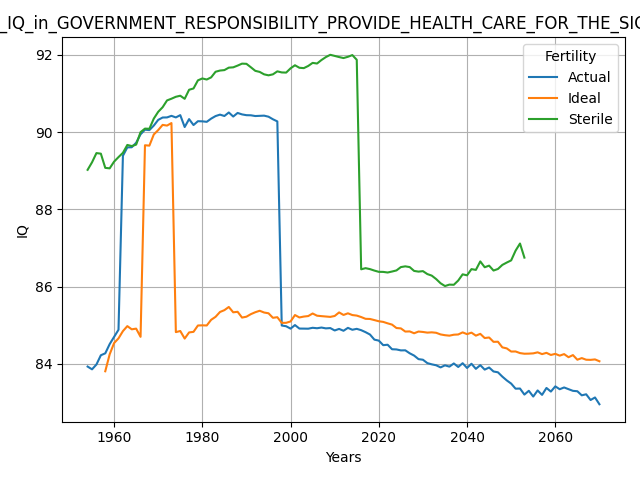 _IQ_in_GOVERNMENT_RESPONSIBILITY_PROVIDE_HEALTH_CARE_FOR_THE_SIC
92
90
88
86
84
IQ
Fertility
Actual
Ideal
Sterile
1960 1980 2000 2020 2040 2060
Years